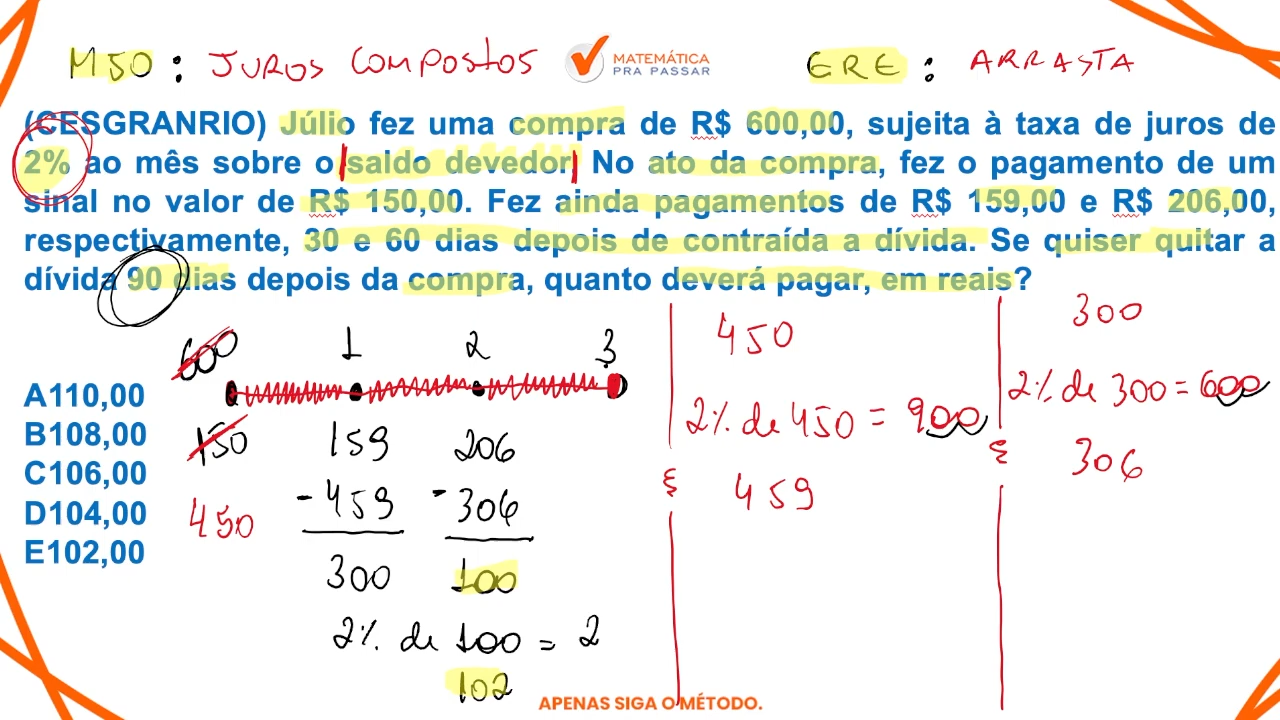 M50 : JUROS COMPOSTOS
MATEMÁTICA
PRA PASSAR
ERE : ARRASTA
(CESGRANRIO) Júlio fez uma compra de R$ 600,00, sujeita à taxa de juros de
2% ao mês sobre o saldo devedor. No ato da compra, fez o pagamento de um
sinal no valor de R$ 150,00. Fez ainda pagamentos de R$ 159,00 e R$ 206,00,
respectivamente, 30 e 60 dias depois de contraída a dívida. Se quiser quitar a
dívida 90 dias depois da compra, quanto deverá pagar, em reais?
A110,00
B108,00
C106,00
D104,00
E102,00
600 1 2 3
150 159 206
450 -459 -306
300 100
2% de 100 = 2
102
450
2% de 450 = 900
459
300
2% de 300 = 600
306
APENAS SIGA O MÉTODO.